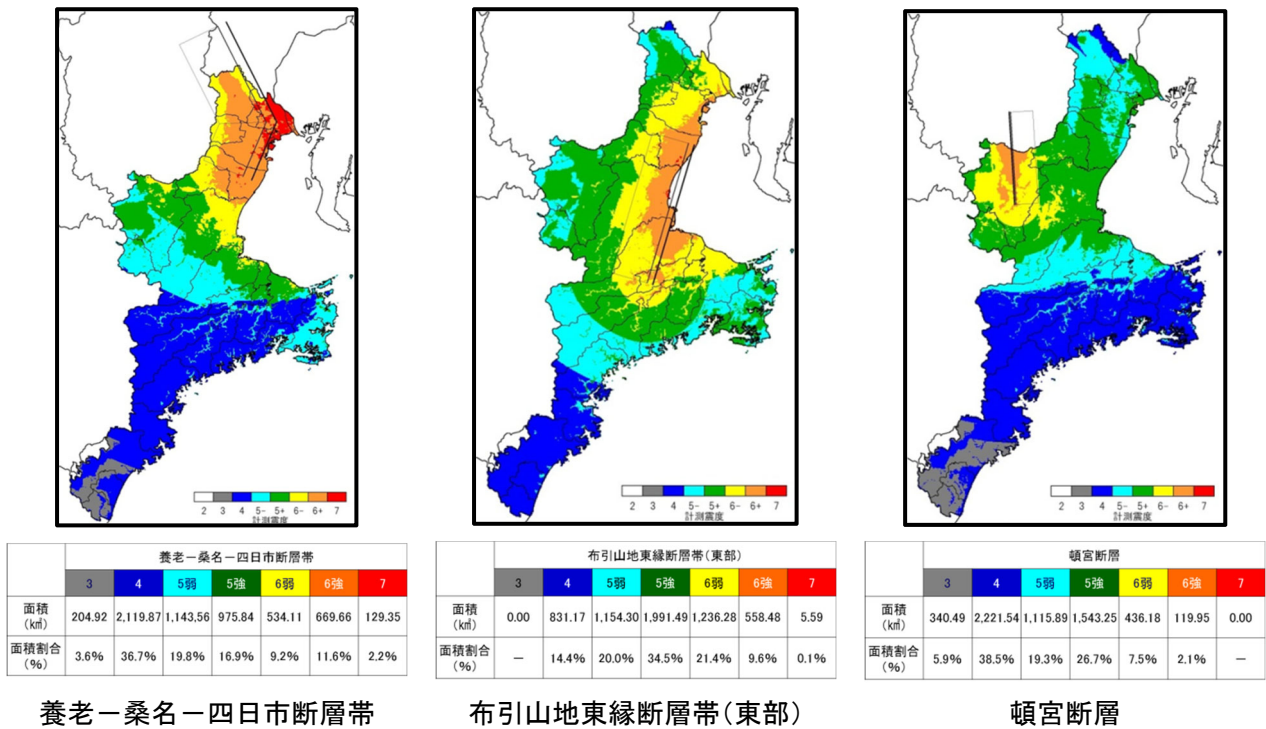 2 3 4 5- 5+ 6- 6+ 7
計測震度
2 3 4 5- 5+ 6- 6+ 7
計測震度
2 3 4 5- 5+ 6- 6+ 7
計測震度
養老－桑名－四日市断層帯
3 4 5弱 5強 6弱 6強 7
面積（k㎡） 204.92 2,119.87 1,143.56 975.84 534.11 669.66 129.35
面積割合（%） 3.6% 36.7% 19.8% 16.9% 9.2% 11.6% 2.2%
布引山地東縁断層帯（東部）
3 4 5弱 5強 6弱 6強 7
面積（k㎡） 0.00 831.17 1,154.30 1,991.49 1,236.28 558.48 5.59
面積割合（%） － 14.4% 20.0% 34.5% 21.4% 9.6% 0.1%
頓宮断層
3 4 5弱 5強 6弱 6強 7
面積（k㎡） 340.49 2,221.54 1,115.89 1,543.25 436.18 119.95 0.00
面積割合（%） 5.9% 38.5% 19.3% 26.7% 7.5% 2.1% －
養老－桑名－四日市断層帯
布引山地東縁断層帯（東部）
頓宮断層